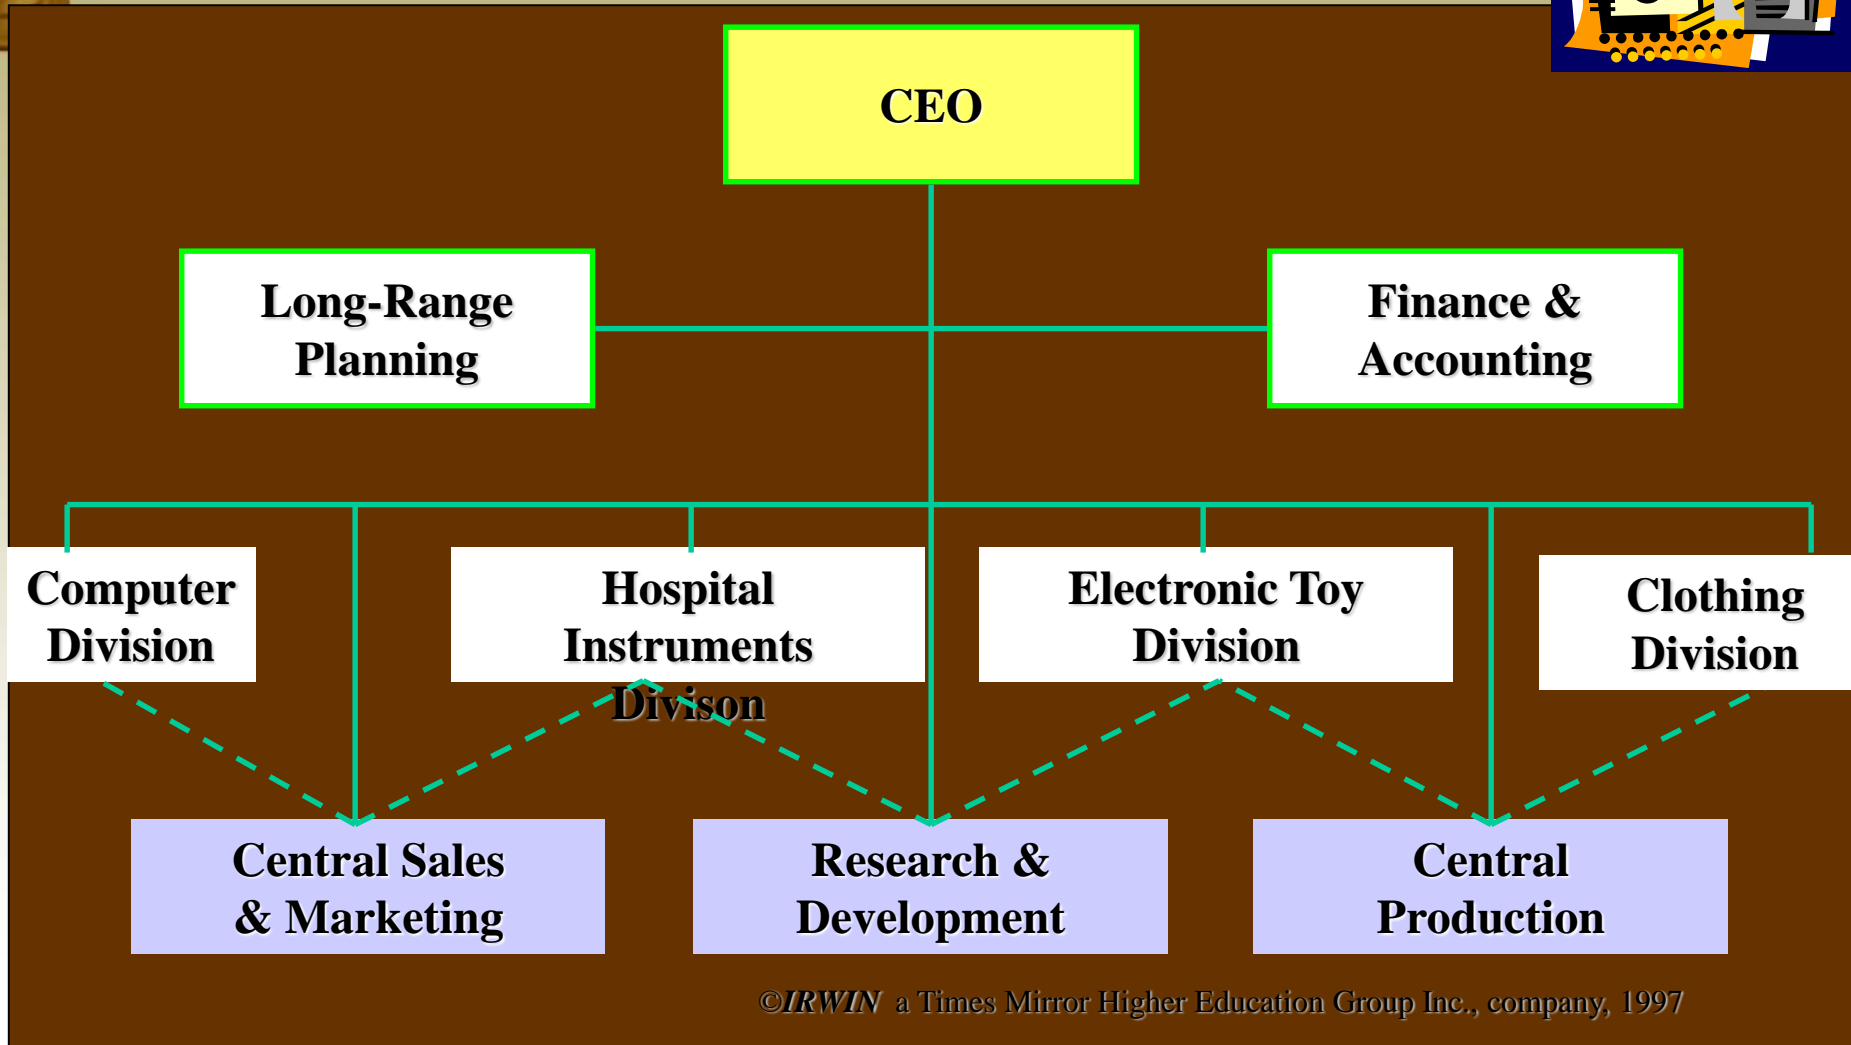 CEO
Long-Range
Planning
Finance &
Accounting
Computer
Division
Hospital
Instruments
Divison
Electronic Toy
Division
Clothing
Division
Central Sales
& Marketing
Research &
Development
Central
Production
©IRWIN a Times Mirror Higher Education Group Inc., company, 1997